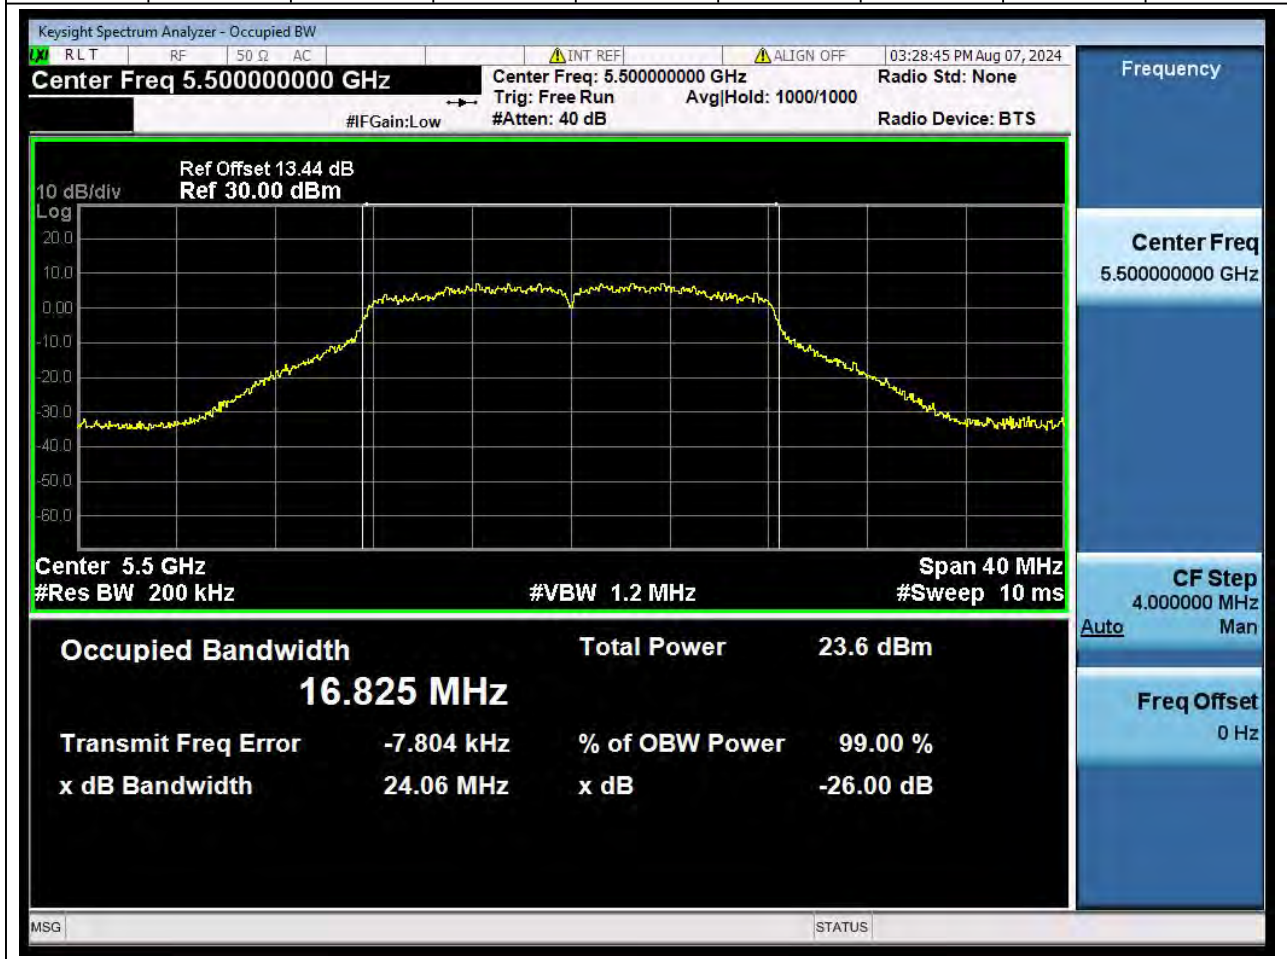 Keysight Spectrum Analyzer - Occupied BW
LXI RLT RF 50 Ω AC INT REF ALIGN OFF 03:28:45 PM Aug 07, 2024
Center Freq 5.500000000 GHz
Center Freq: 5.500000000 GHz Radio Std: None
Trig: Free Run Avg|Hold: 1000/1000
#IFGain:Low #Atten: 40 dB Radio Device: BTS
Ref Offset 13.44 dB
10 dB/div Ref 30.00 dBm
Log
20.0
10.0
0.00
-10.0
-20.0
-30.0
-40.0
-50.0
-60.0
Center 5.5 GHz Span 40 MHz
#Res BW 200 kHz #VBW 1.2 MHz #Sweep 10 ms
Occupied Bandwidth Total Power 23.6 dBm
16.825 MHz
Transmit Freq Error -7.804 kHz % of OBW Power 99.00 %
x dB Bandwidth 24.06 MHz x dB -26.00 dB
MSG STATUS
Frequency
Center Freq
5.500000000 GHz
CF Step
4.000000 MHz
Auto Man
Freq Offset
0 Hz